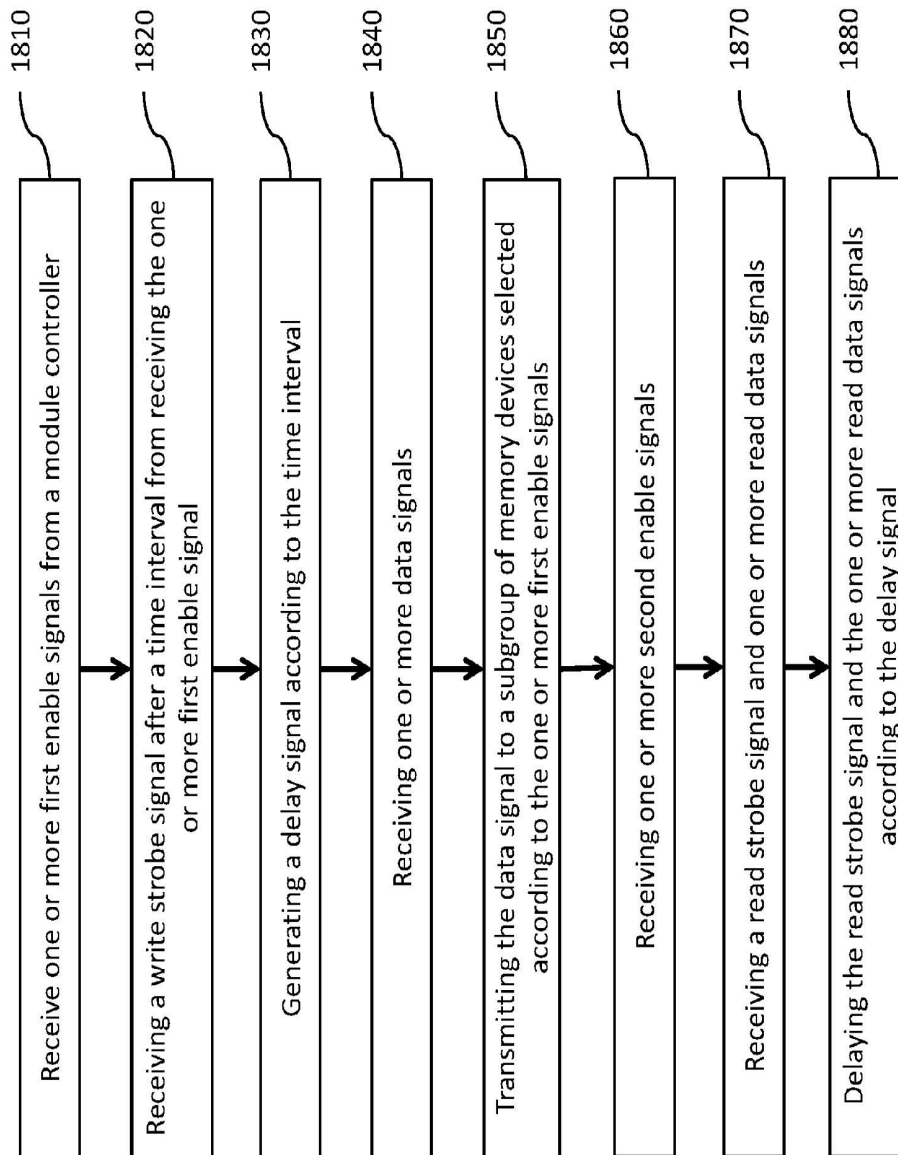 Receive one or more first enable signals from a module controller
1810
Receiving a write strobe signal after a time interval from receiving the one
or more first enable signal
1820
Generating a delay signal according to the time interval
1830
Receiving one or more data signals
1840
Transmitting the data signal to a subgroup of memory devices selected
according to the one or more first enable signals
1850
Receiving one or more second enable signals
1860
Receiving a read strobe signal and one or more read data signals
1870
Delaying the read strobe signal and the one or more read data signals
according to the delay signal
1880